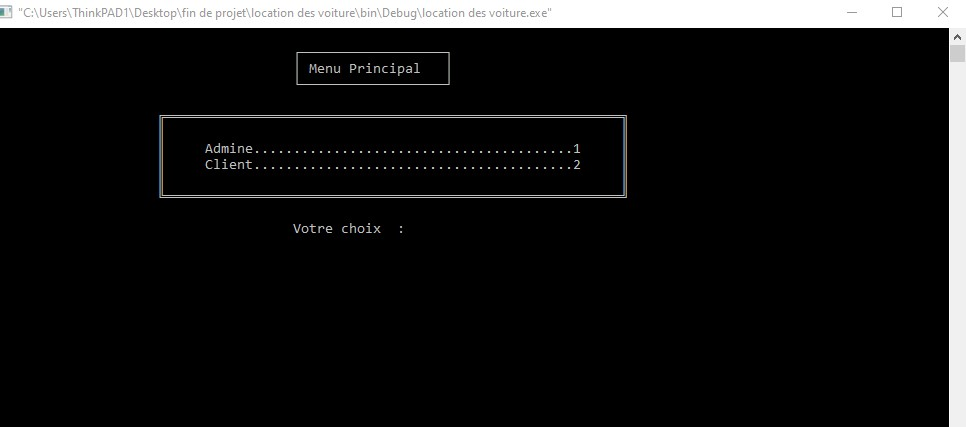 "C:\Users\ThinkPAD1\Desktop\fin de projet\location des voiture\bin\Debug\location des voiture.exe"
Menu Principal
Admine........................................1
Client........................................2
Votre choix  :